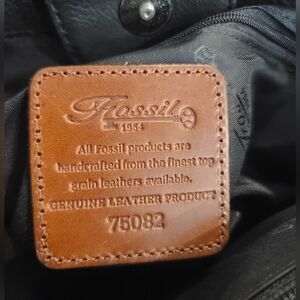 Fossil
1954
All Fossil products are
handcrafted from the finest top
grain leathers available.
GENUINE LEATHER PRODUCT
75082